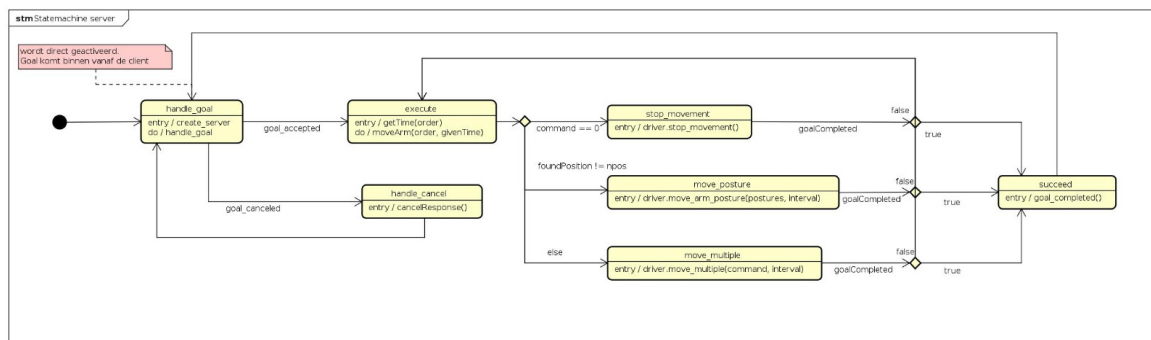 stm Statemachine server
wordt direct geactiveerd.
Goal komt binnen vanaf de client
handle_goal
entry / create_server
do / handle_goal
goal_accepted
execute
entry / getTime(order)
do / moveArm(order, givenTime)
command == 0
stop_movement
entry / driver.stop_movement()
goalCompleted
false
true
foundPosition != npos
move_posture
entry / driver.move_arm_posture(postures, interval)
goalCompleted
false
true
succeed
entry / goal_completed()
handle_cancel
entry / cancelResponse()
goal_canceled
else
move_multiple
entry / driver.move_multiple(command, interval)
goalCompleted
false
true